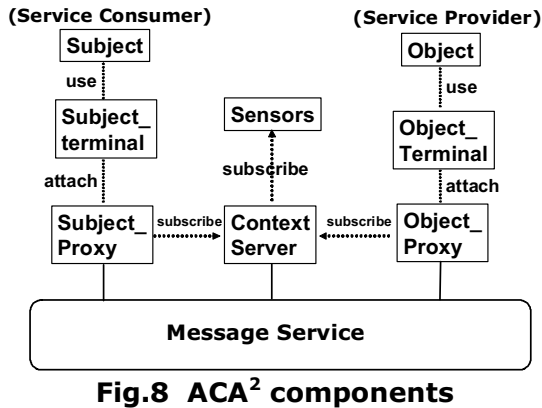 (Service Consumer)
(Service Provider)
Subject
Object
use
use
Subject_
terminal
Sensors
Object_
Terminal
attach
subscribe
attach
Subject_
Proxy
subscribe
Context
Server
subscribe
Object_
Proxy
Message Service
Fig.8 ACA² components